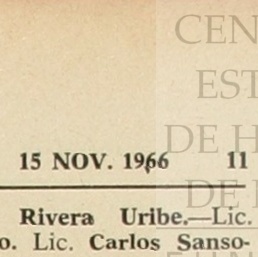 CEN
EST
DE H
DE
15 NOV. 1966 11
Rivera Uribe.—Lic.
o. Lic. Carlos Sanso-